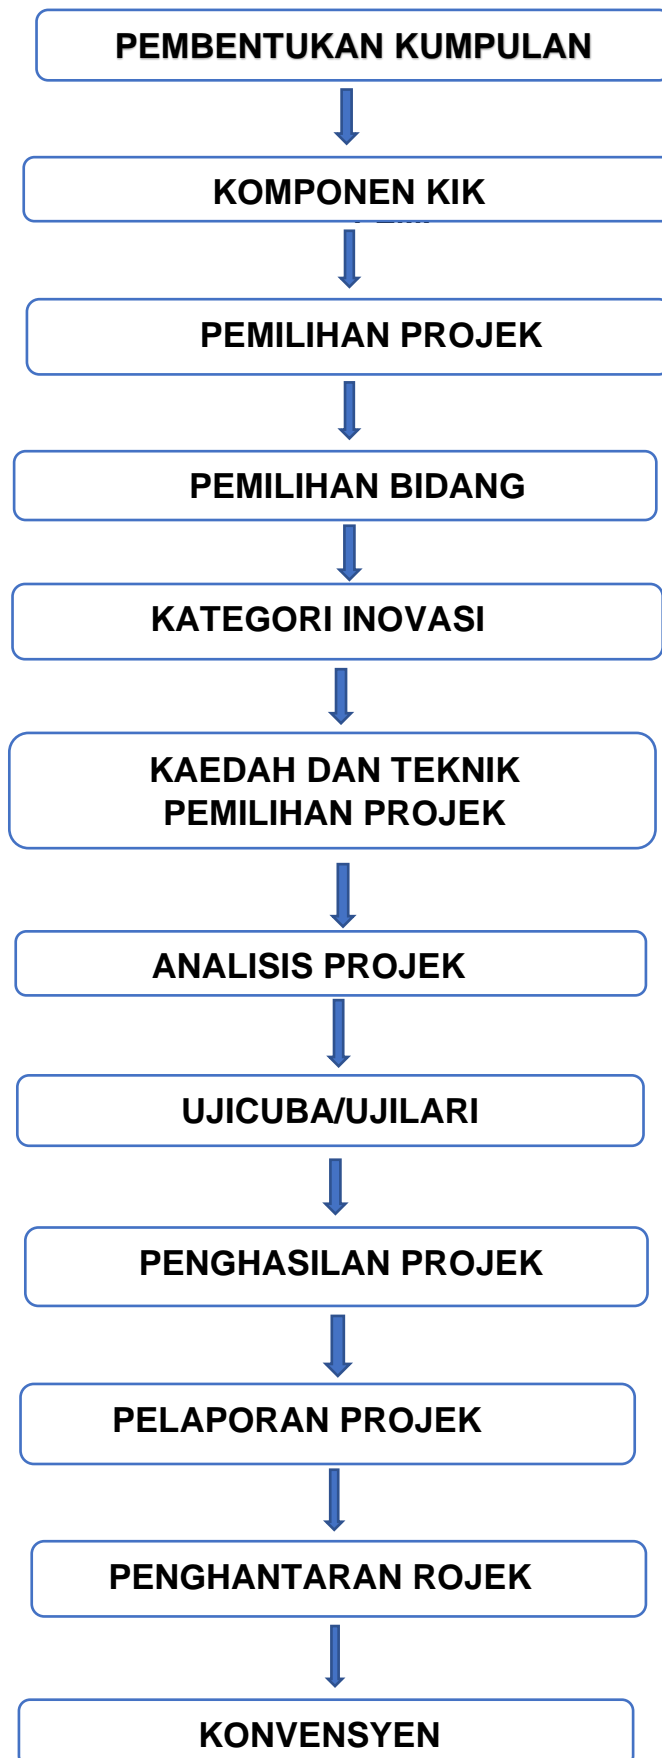 PEMBENTUKAN KUMPULAN
KOMPONEN KIK
PEMILIHAN PROJEK
PEMILIHAN BIDANG
KATEGORI INOVASI
KAEDAH DAN TEKNIK
PEMILIHAN PROJEK
ANALISIS PROJEK
UJICUBA/UJILARI
PENGHASILAN PROJEK
PELAPORAN PROJEK
PENGHANTARAN ROJEK
KONVENSYEN